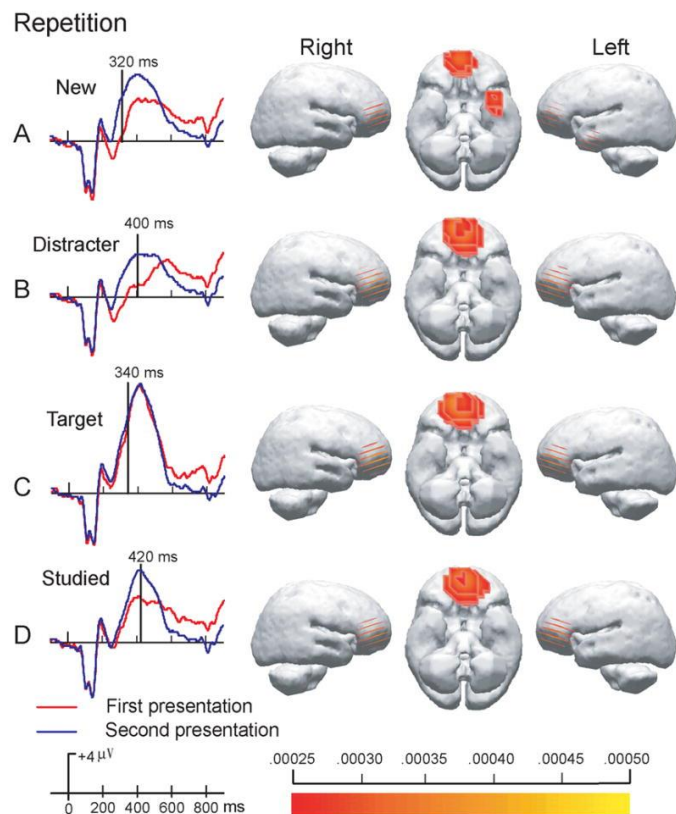 Repetition
Right
Left
320 ms
New
A
400 ms
Distracter
B
340 ms
Target
C
420 ms
Studied
D
First presentation
Second presentation
+4 μV
0 200 400 600 800 ms
.00025 .00030 .00035 .00040 .00045 .00050